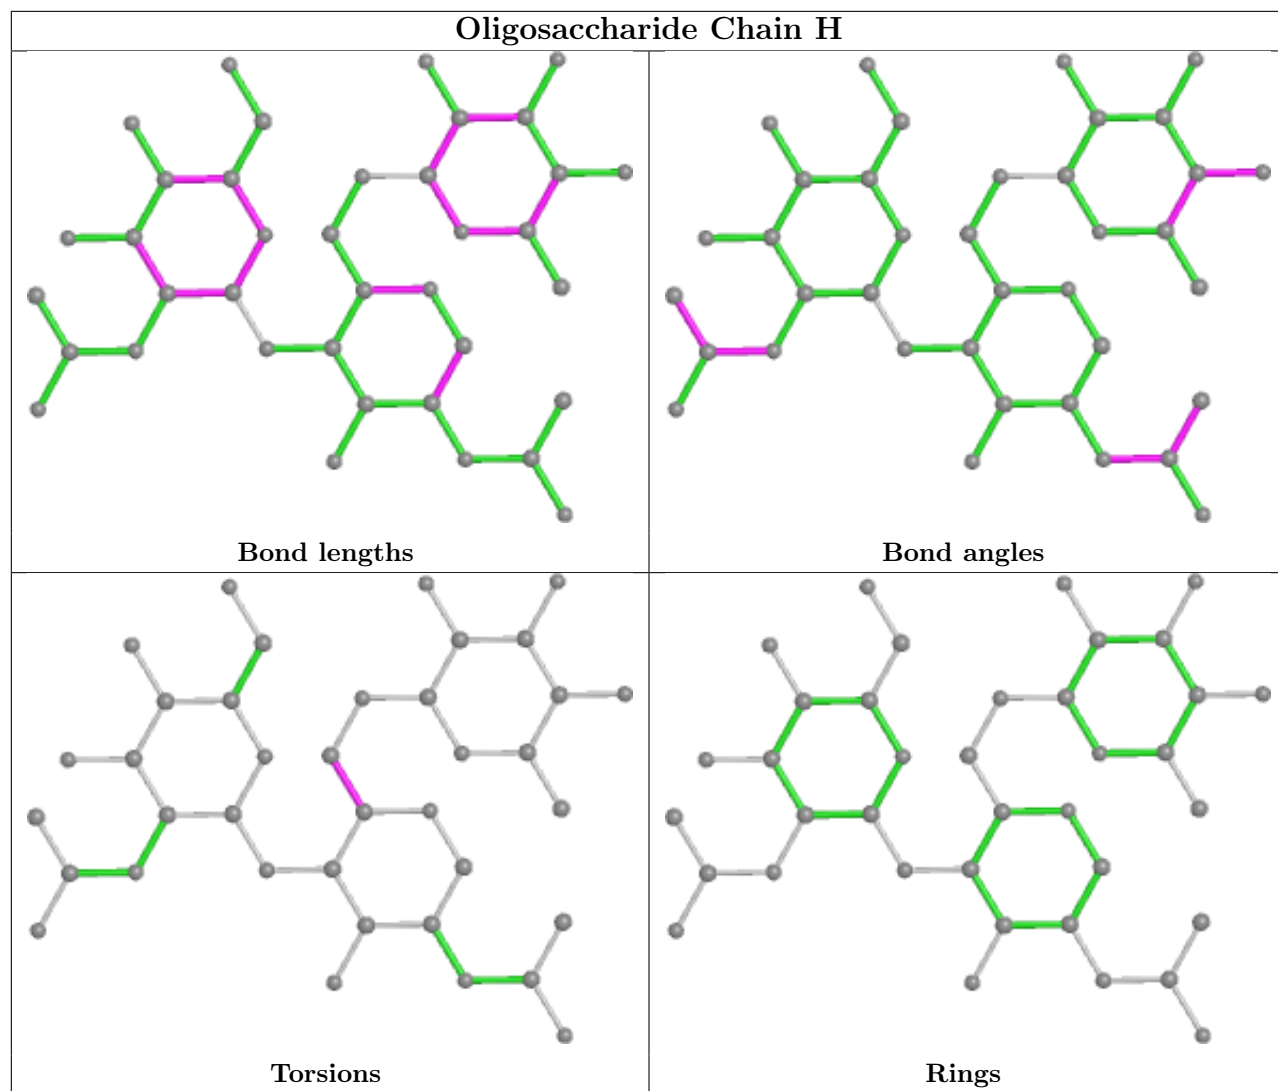 Oligosaccharide Chain H
Bond lengths
Bond angles
Torsions
Rings